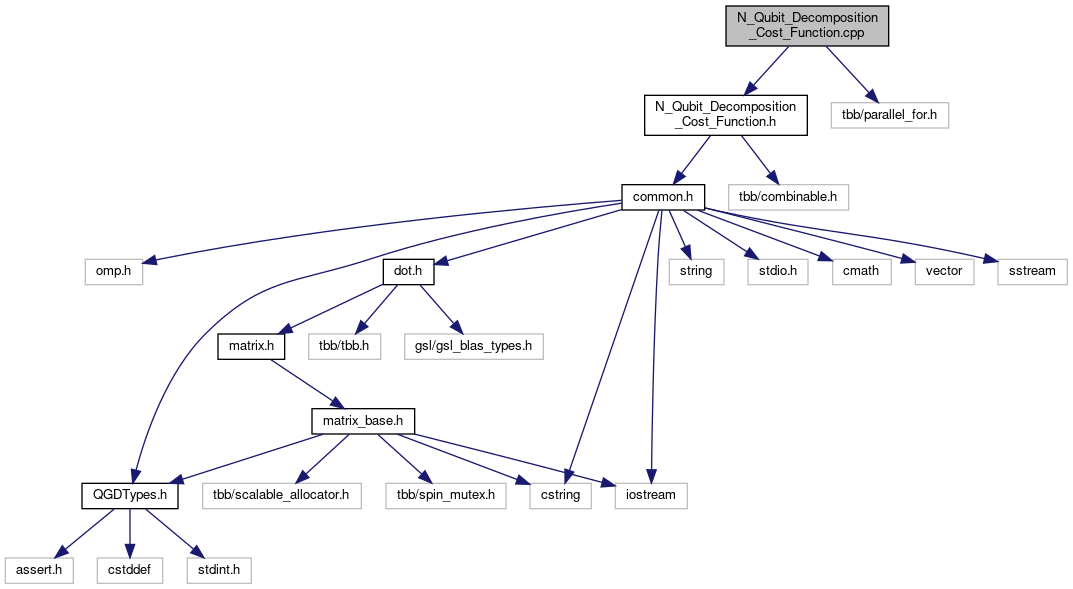 N_Qubit_Decomposition
_Cost_Function.cpp
N_Qubit_Decomposition
_Cost_Function.h
tbb/parallel_for.h
common.h
tbb/combinable.h
omp.h
dot.h
string
stdio.h
cmath
vector
sstream
matrix.h
tbb/tbb.h
gsl/gsl_blas_types.h
matrix_base.h
QGDTypes.h
tbb/scalable_allocator.h
tbb/spin_mutex.h
cstring
iostream
assert.h
cstddef
stdint.h